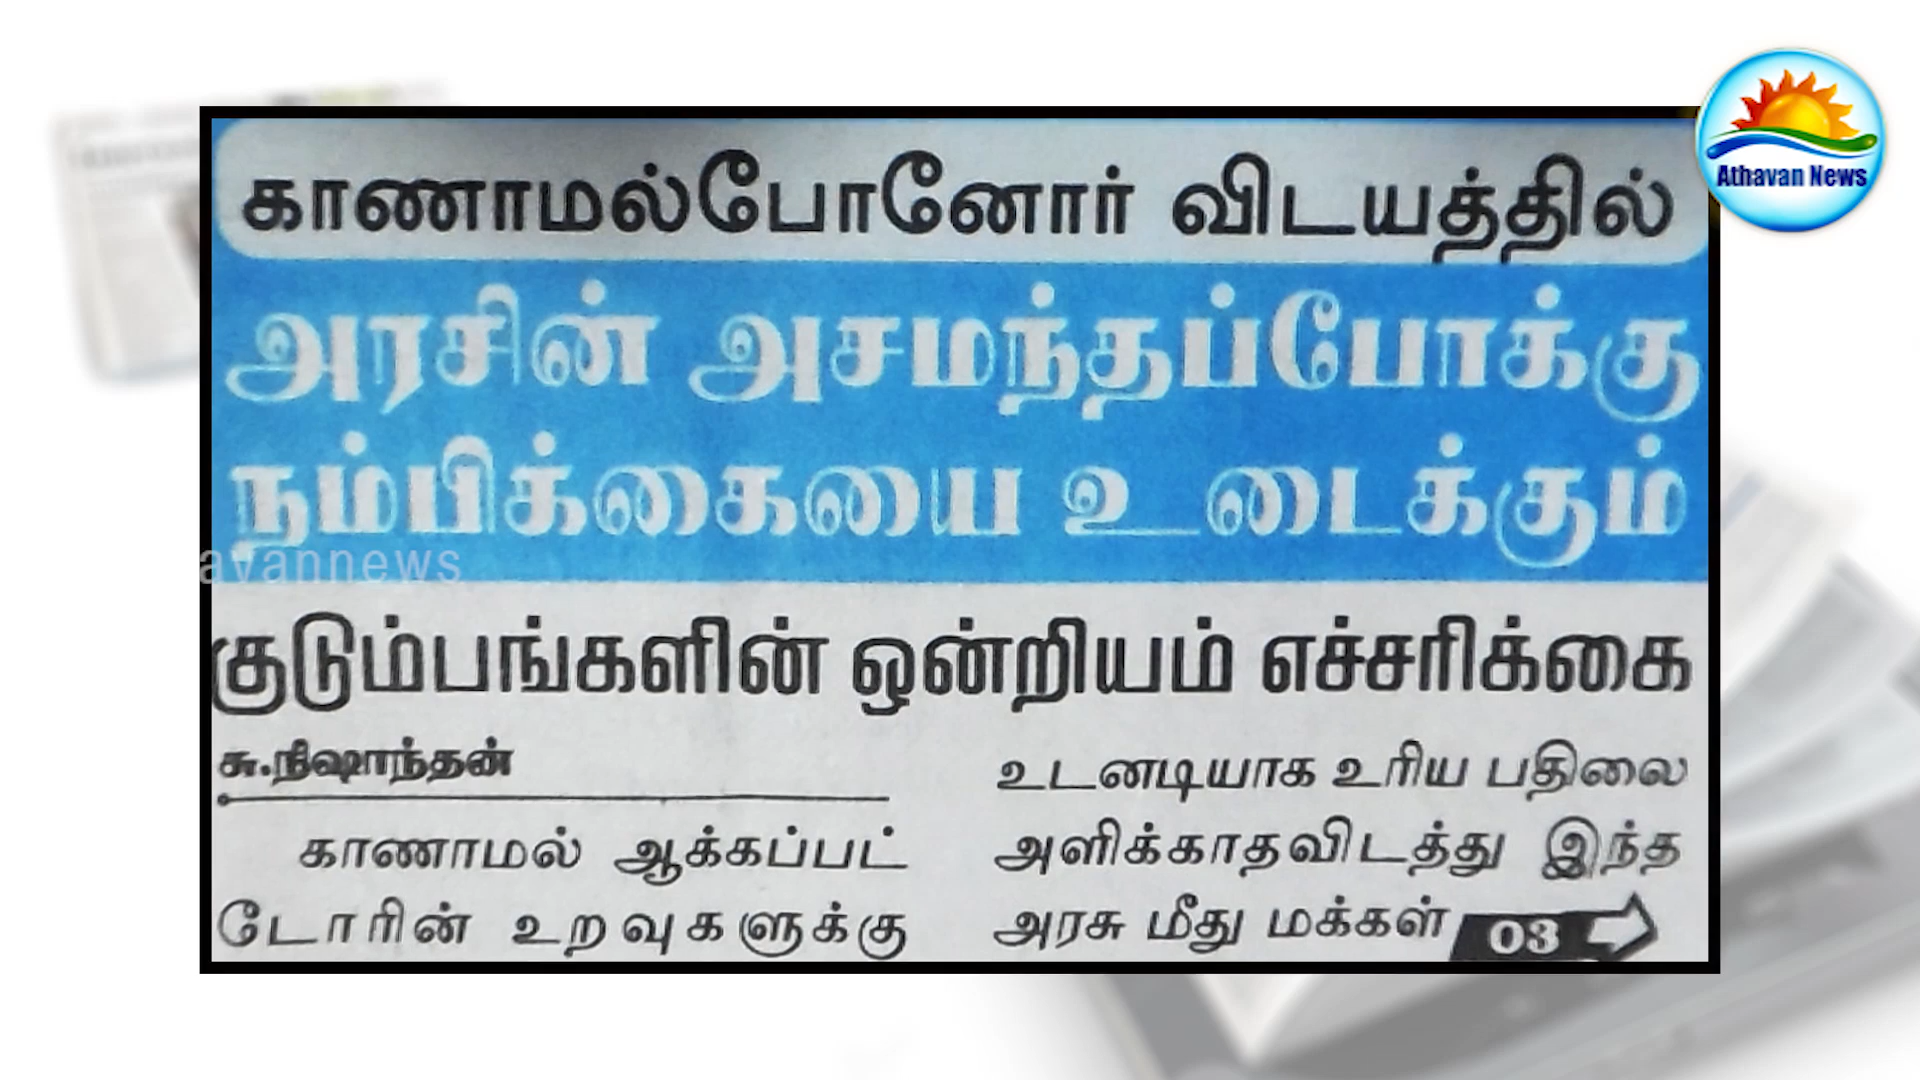 Athavan News
காணாமல்போனோர் விடயத்தில்
அரசின் அசமந்தப்போக்கு
நம்பிக்கையை உடைக்கும்
avannews
குடும்பங்களின் ஒன்றியம் எச்சரிக்கை
சு.நிஷாந்தன்
காணாமல் ஆக்கப்பட்
டோரின் உறவுகளுக்கு
உடனடியாக உரிய பதிலை
அளிக்காதவிடத்து இந்த
அரசு மீது மக்கள் 03